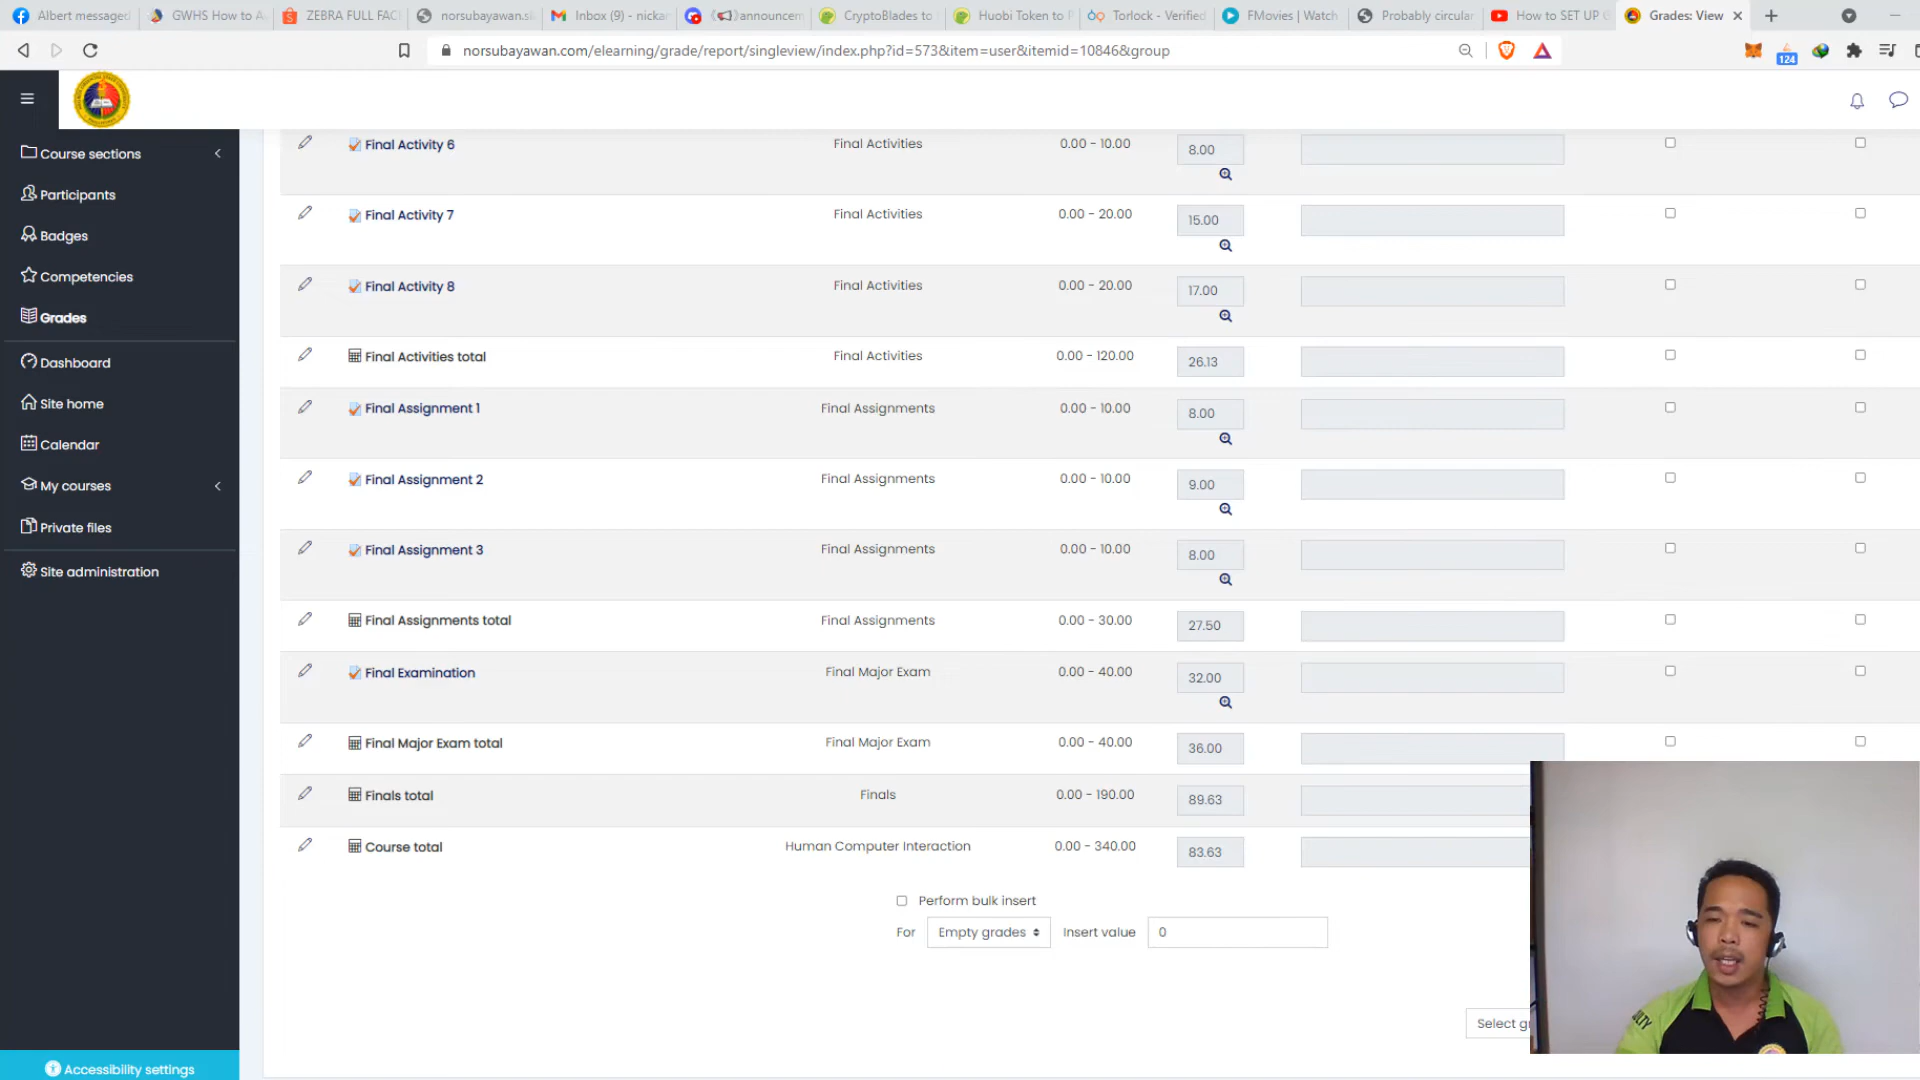 Albert messaged
GWHS How to A
ZEBRA FULL FAC
norsubayawan.s
Inbox (9) - nicka
announcem
CryptoBlades to
Huobi Token to
Torlock - Verified
FMovies | Watch
Probably circular
How to SET UP
Grades: View
norsubayawan.com/elearning/grade/report/singleview/index.php?id=573&item=user&itemid=10846&group
124
Course sections
Participants
Badges
Competencies
Grades
Dashboard
Site home
Calendar
My courses
Private files
Site administration
Accessibility settings
Final Activity 6 Final Activities 0.00 - 10.00 8.00
Final Activity 7 Final Activities 0.00 - 20.00 15.00
Final Activity 8 Final Activities 0.00 - 20.00 17.00
Final Activities total Final Activities 0.00 - 120.00 26.13
Final Assignment 1 Final Assignments 0.00 - 10.00 8.00
Final Assignment 2 Final Assignments 0.00 - 10.00 9.00
Final Assignment 3 Final Assignments 0.00 - 10.00 8.00
Final Assignments total Final Assignments 0.00 - 30.00 27.50
Final Examination Final Major Exam 0.00 - 40.00 32.00
Final Major Exam total Final Major Exam 0.00 - 40.00 36.00
Finals total Finals 0.00 - 190.00 89.63
Course total Human Computer Interaction 0.00 - 340.00 83.63
Perform bulk insert
For Empty grades Insert value 0
Select gr
ULTY